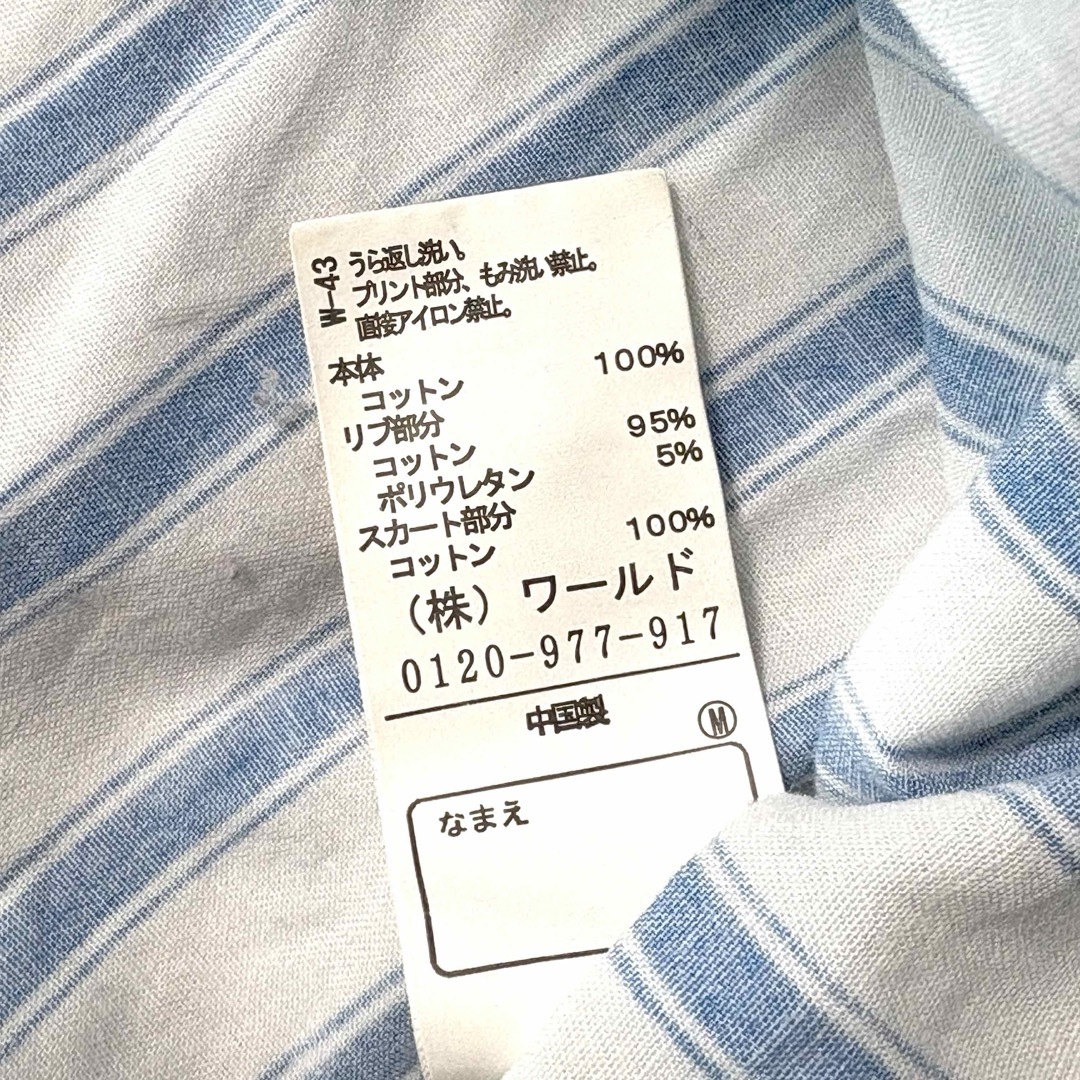 W-43
うら返し洗い。
プリント部分、もみ洗い禁止。
直接アイロン禁止。
本体
コットン 100%
リブ部分
コットン 95%
ポリウレタン 5%
スカート部分
コットン 100%
(株) ワールド
0120-977-917
中国製
Ⓜ
なまえ